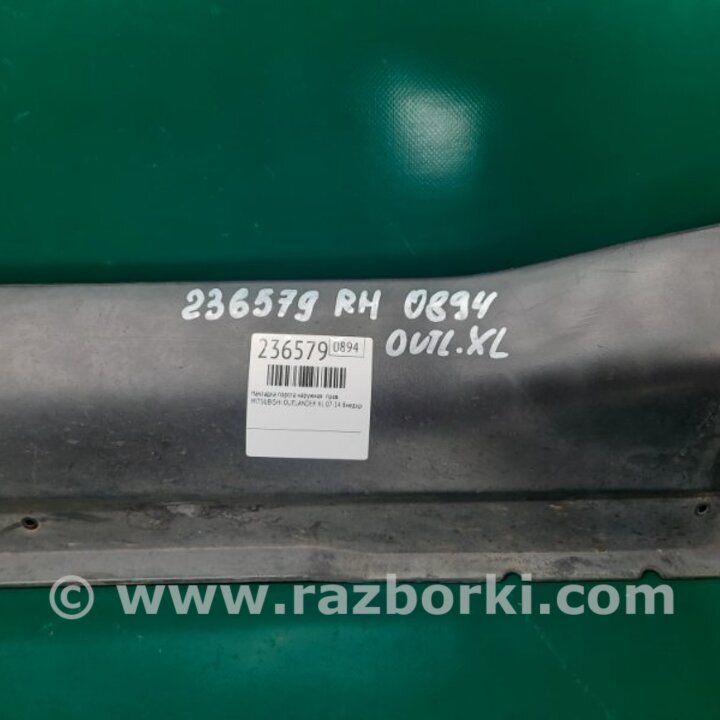 236579 RH 0894
OUTL.XL
236579 0894
Накладка порога наружная прав
MITSUBISHI OUTLANDER XL 07-14 Внедор
© www.razborki.com